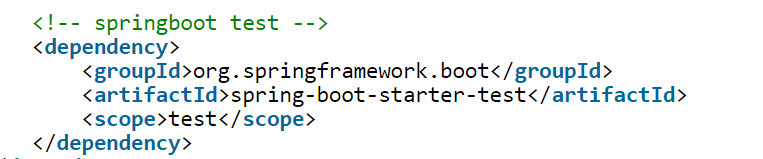 <!-- springboot test -->
<dependency>
<groupId>org.springframework.boot</groupId>
<artifactId>spring-boot-starter-test</artifactId>
<scope>test</scope>
</dependency>